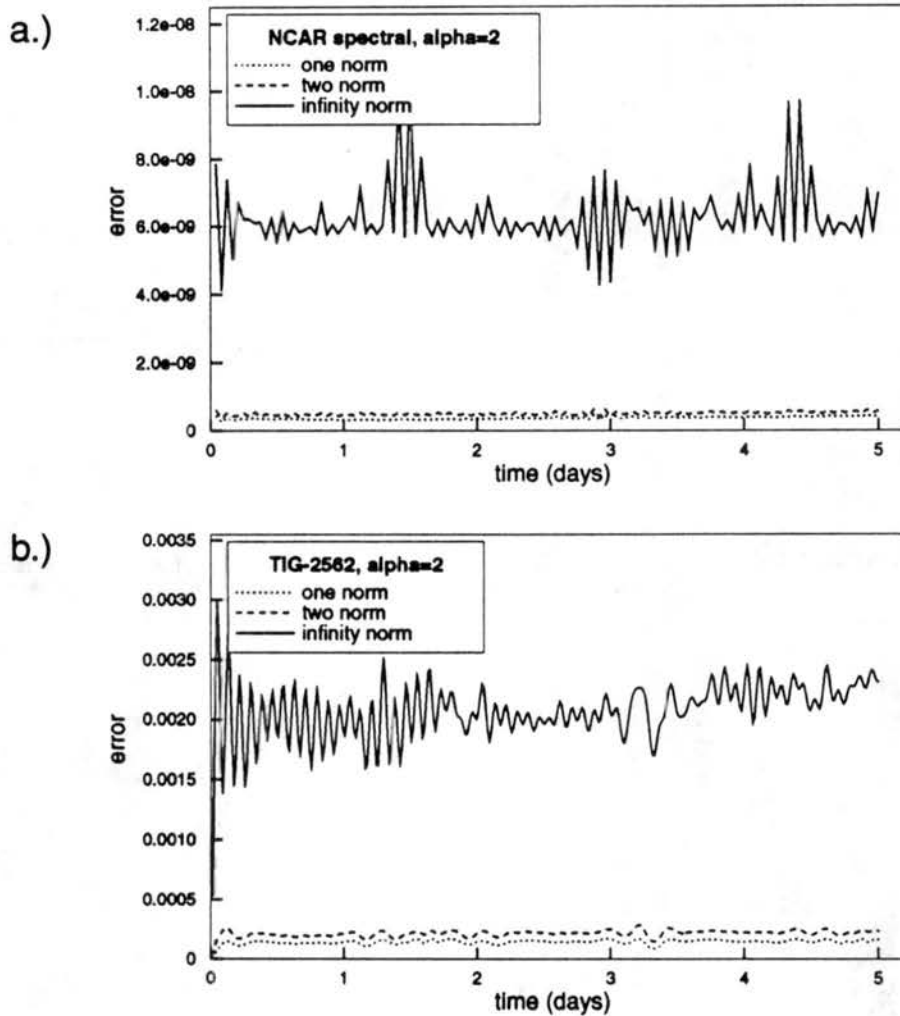 a.)
1.2e-08
1.0e-08
8.0e-09
6.0e-09
4.0e-09
2.0e-09
0
error
NCAR spectral, alpha=2
one norm
two norm
infinity norm
0 1 2 3 4 5
time (days)
b.)
0.0035
0.0030
0.0025
0.0020
0.0015
0.0010
0.0005
0
error
TIG-2562, alpha=2
one norm
two norm
infinity norm
0 1 2 3 4 5
time (days)